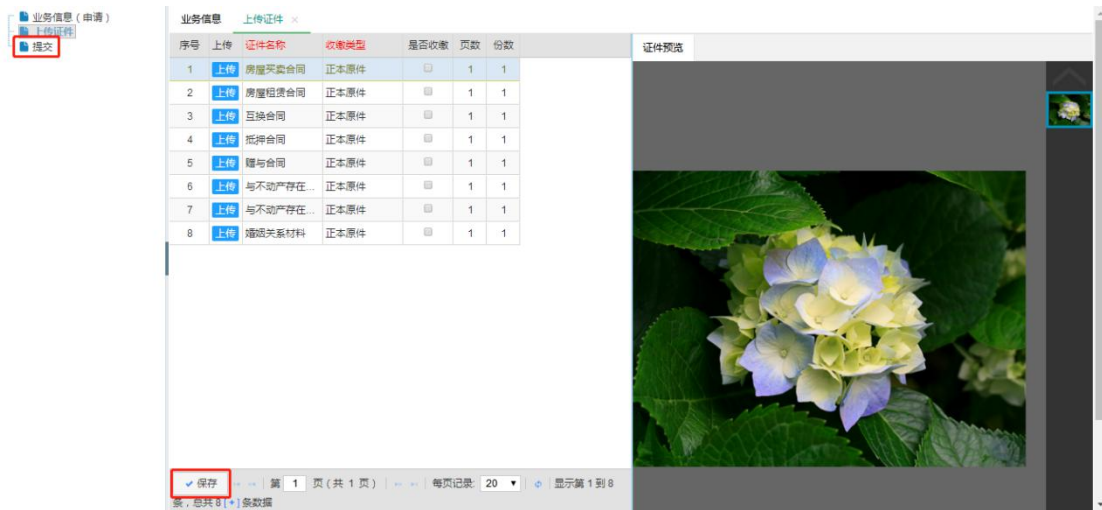 业务信息（申请）
上传证件
提交
业务信息 上传证件 ×
序号 上传 证件名称 收缴类型 是否收缴 页数 份数
1 上传 房屋买卖合同 正本原件 1 1
2 上传 房屋租赁合同 正本原件 1 1
3 上传 互换合同 正本原件 1 1
4 上传 抵押合同 正本原件 1 1
5 上传 赠与合同 正本原件 1 1
6 上传 与不动产存在... 正本原件 1 1
7 上传 与不动产存在... 正本原件 1 1
8 上传 婚姻关系材料 正本原件 1 1
证件预览
保存 第 1 页（共 1 页） 每页记录: 20 显示第 1 到 8
条，总共 8 [+] 条数据